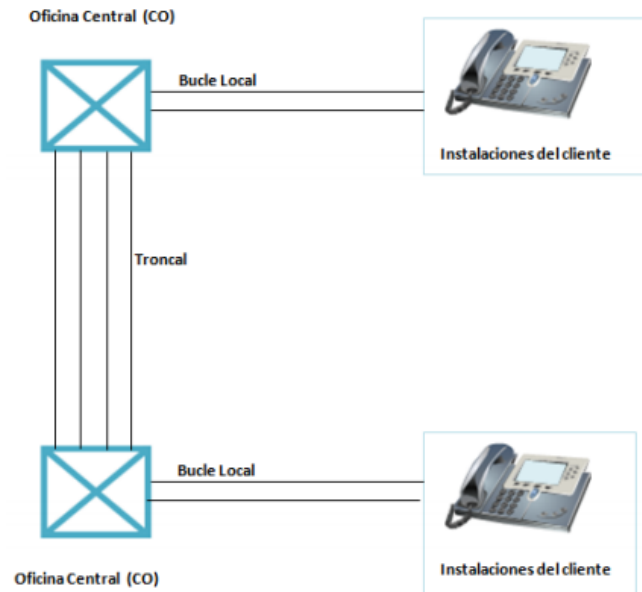 Oficina Central (CO)
Bucle Local
Instalaciones del cliente
Troncal
Bucle Local
Instalaciones del cliente
Oficina Central (CO)